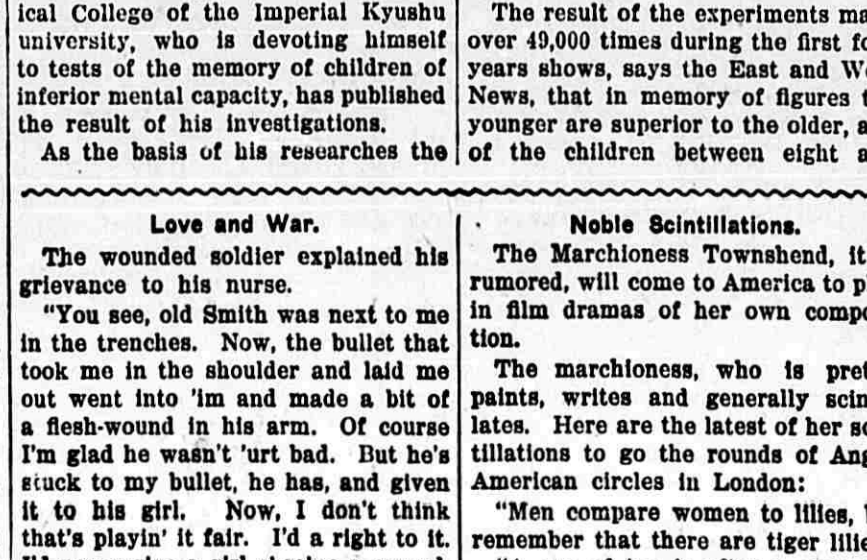 ical College of the Imperial Kyushu
university, who is devoting himself
to tests of the memory of children of
inferior mental capacity, has published
the result of his investigations.
As the basis of his researches the
The result of the experiments
over 49,000 times during the first
years shows, says the East and
News, that in memory of figures
younger are superior to the older,
of the children between eight
Love and War.
The wounded soldier explained his
grievance to his nurse.
"You see, old Smith was next to me
in the trenches. Now, the bullet that
took me in the shoulder and laid me
out went into 'im and made a bit of
a flesh-wound in his arm. Of course
I'm glad he wasn't 'urt bad. But he's
stuck to my bullet, he has, and given
it to his girl. Now, I don't think
that's playin' it fair. I'd a right to it.
Noble Scintillations.
The Marchioness Townshend, it
rumored, will come to America to
in film dramas of her own
tion.
The marchioness, who is
paints, writes and generally
lates. Here are the latest of her
tillations to go the rounds of
American circles in London:
"Men compare women to lilies,
remember that there are tiger